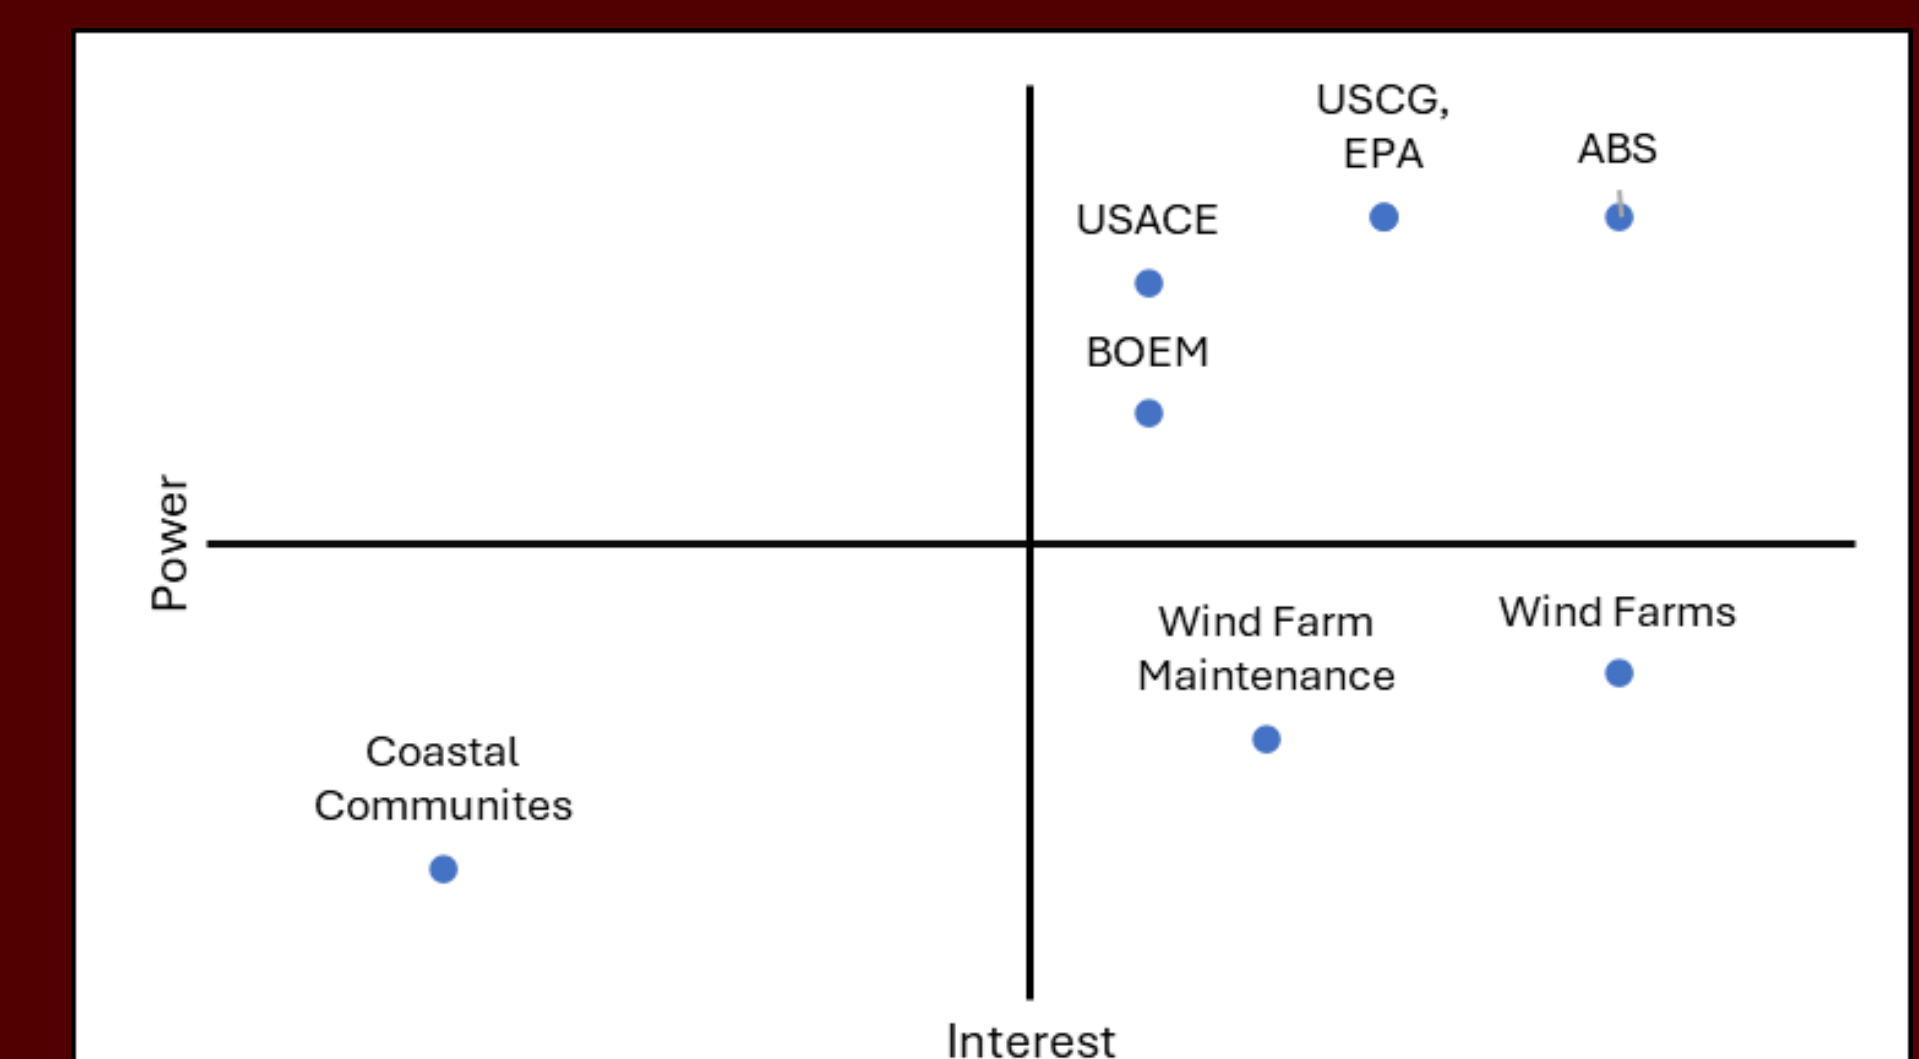 USCG,
EPA
ABS
USACE
BOEM
Power
Wind Farm
Maintenance
Wind Farms
Coastal
Communites
Interest